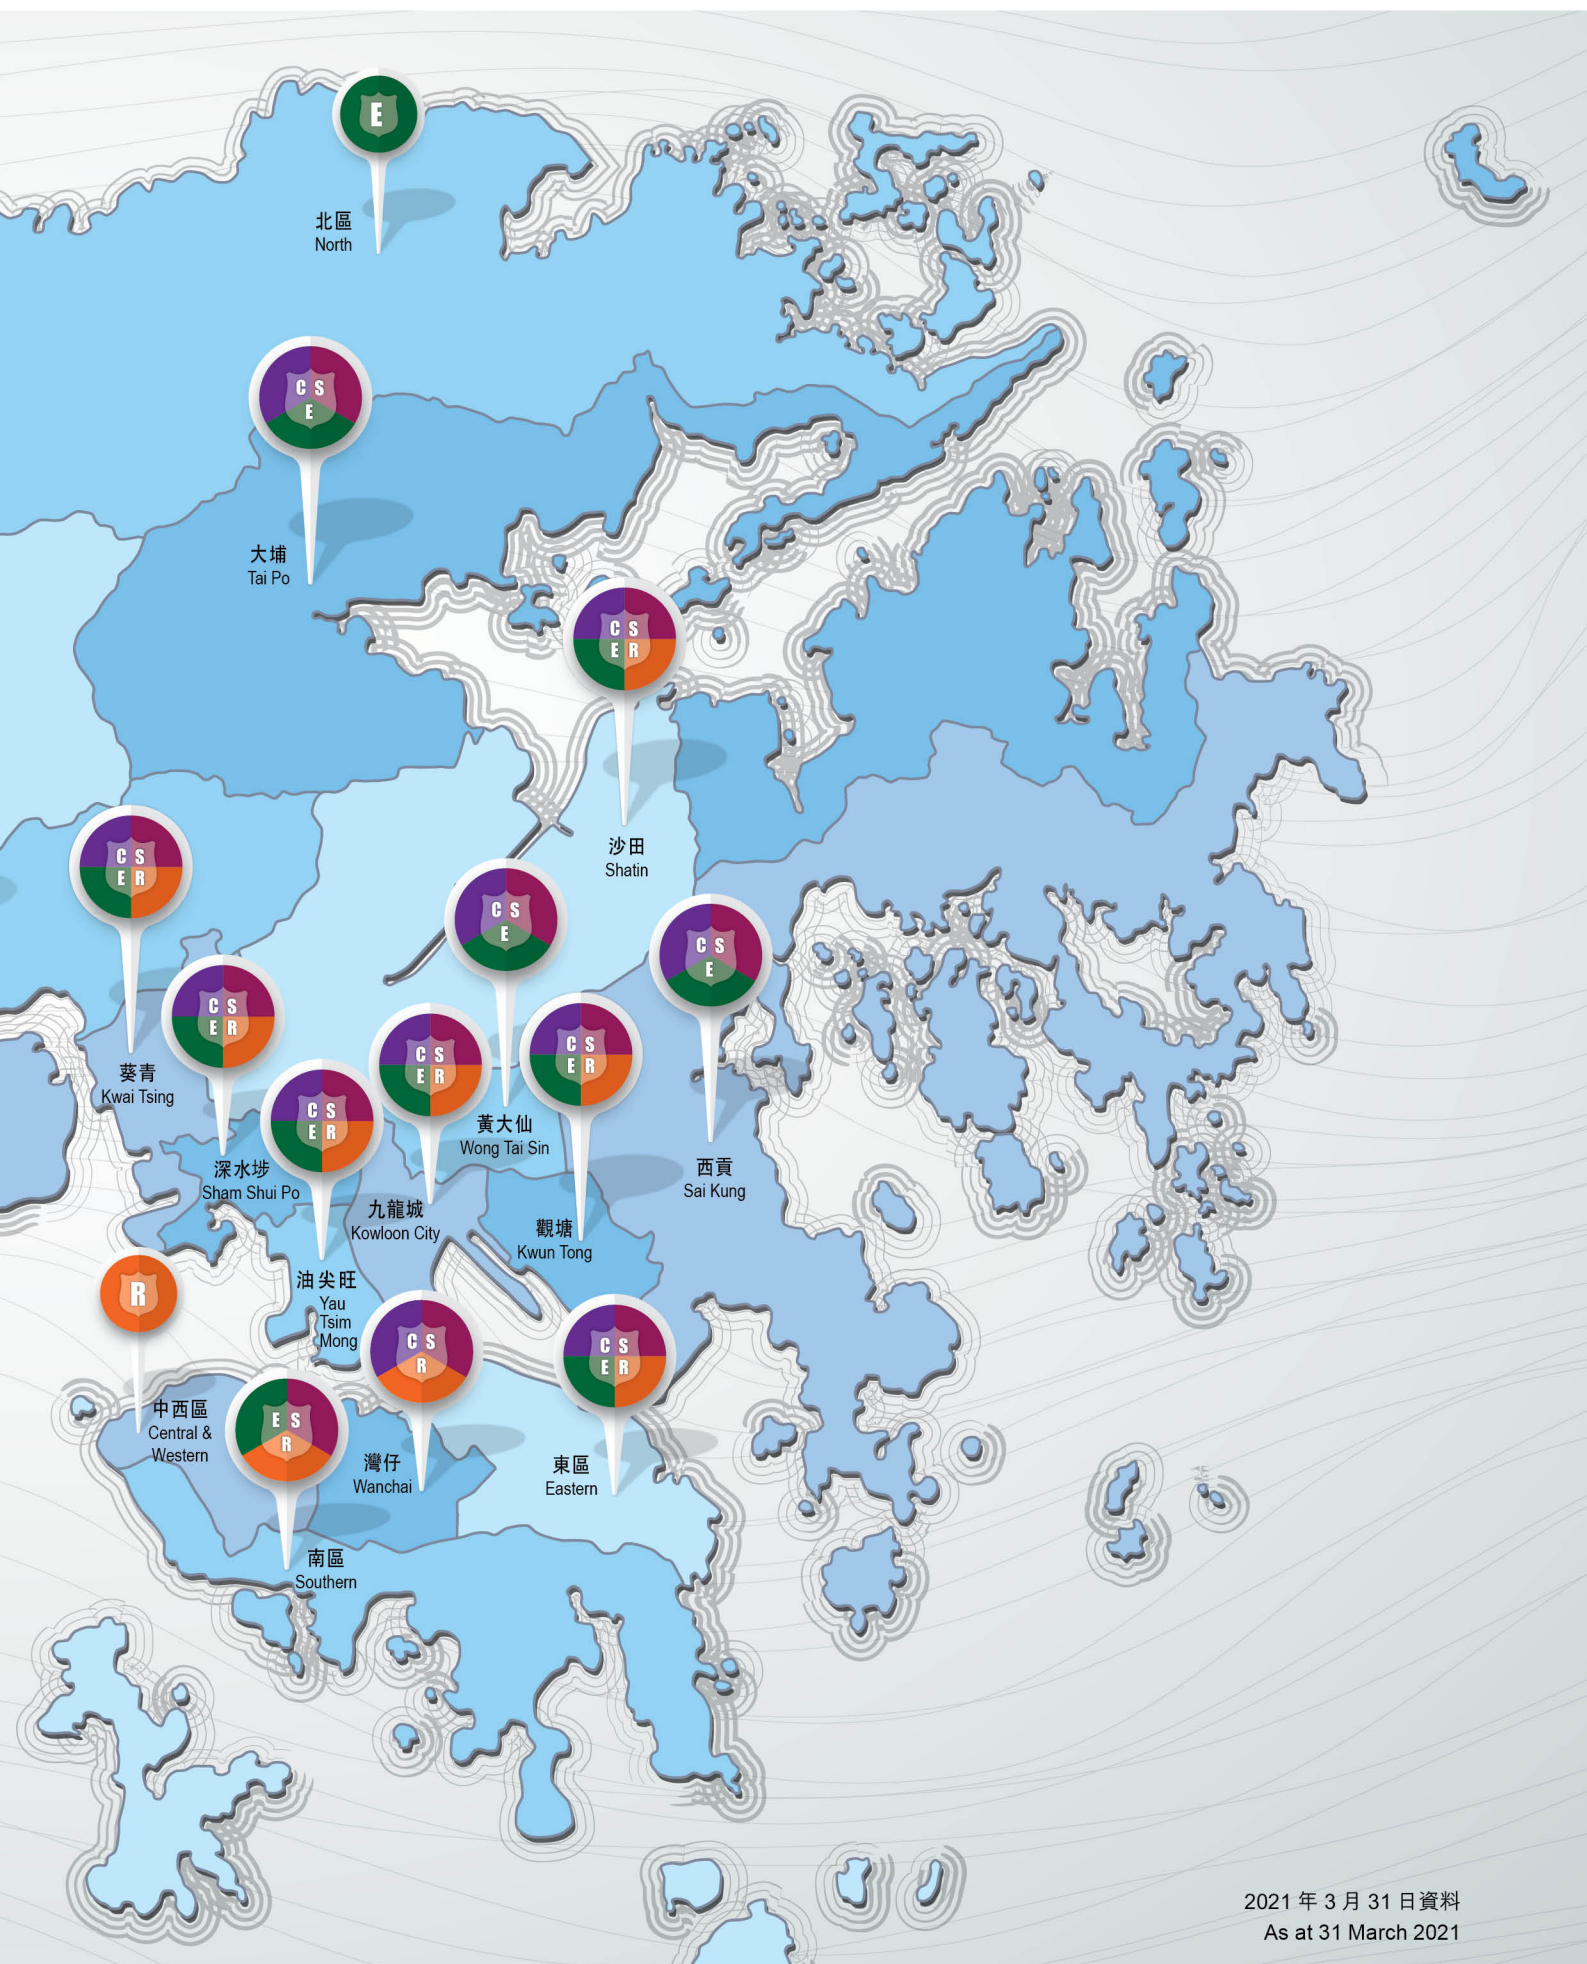 E
北區
North
C S
E
大埔
Tai Po
C S
E R
沙田
Shatin
C S
E R
葵青
Kwai Tsing
C S
E
黃大仙
Wong Tai Sin
C S
E
西貢
Sai Kung
C S
E R
深水埗
Sham Shui Po
C S
E R
九龍城
Kowloon City
C S
E R
觀塘
Kwun Tong
C S
E R
油尖旺
Yau
Tsim
Mong
R
中西區
Central &
Western
C S
R
灣仔
Wanchai
C S
E R
東區
Eastern
E S
R
南區
Southern
2021 年 3 月 31 日資料
As at 31 March 2021